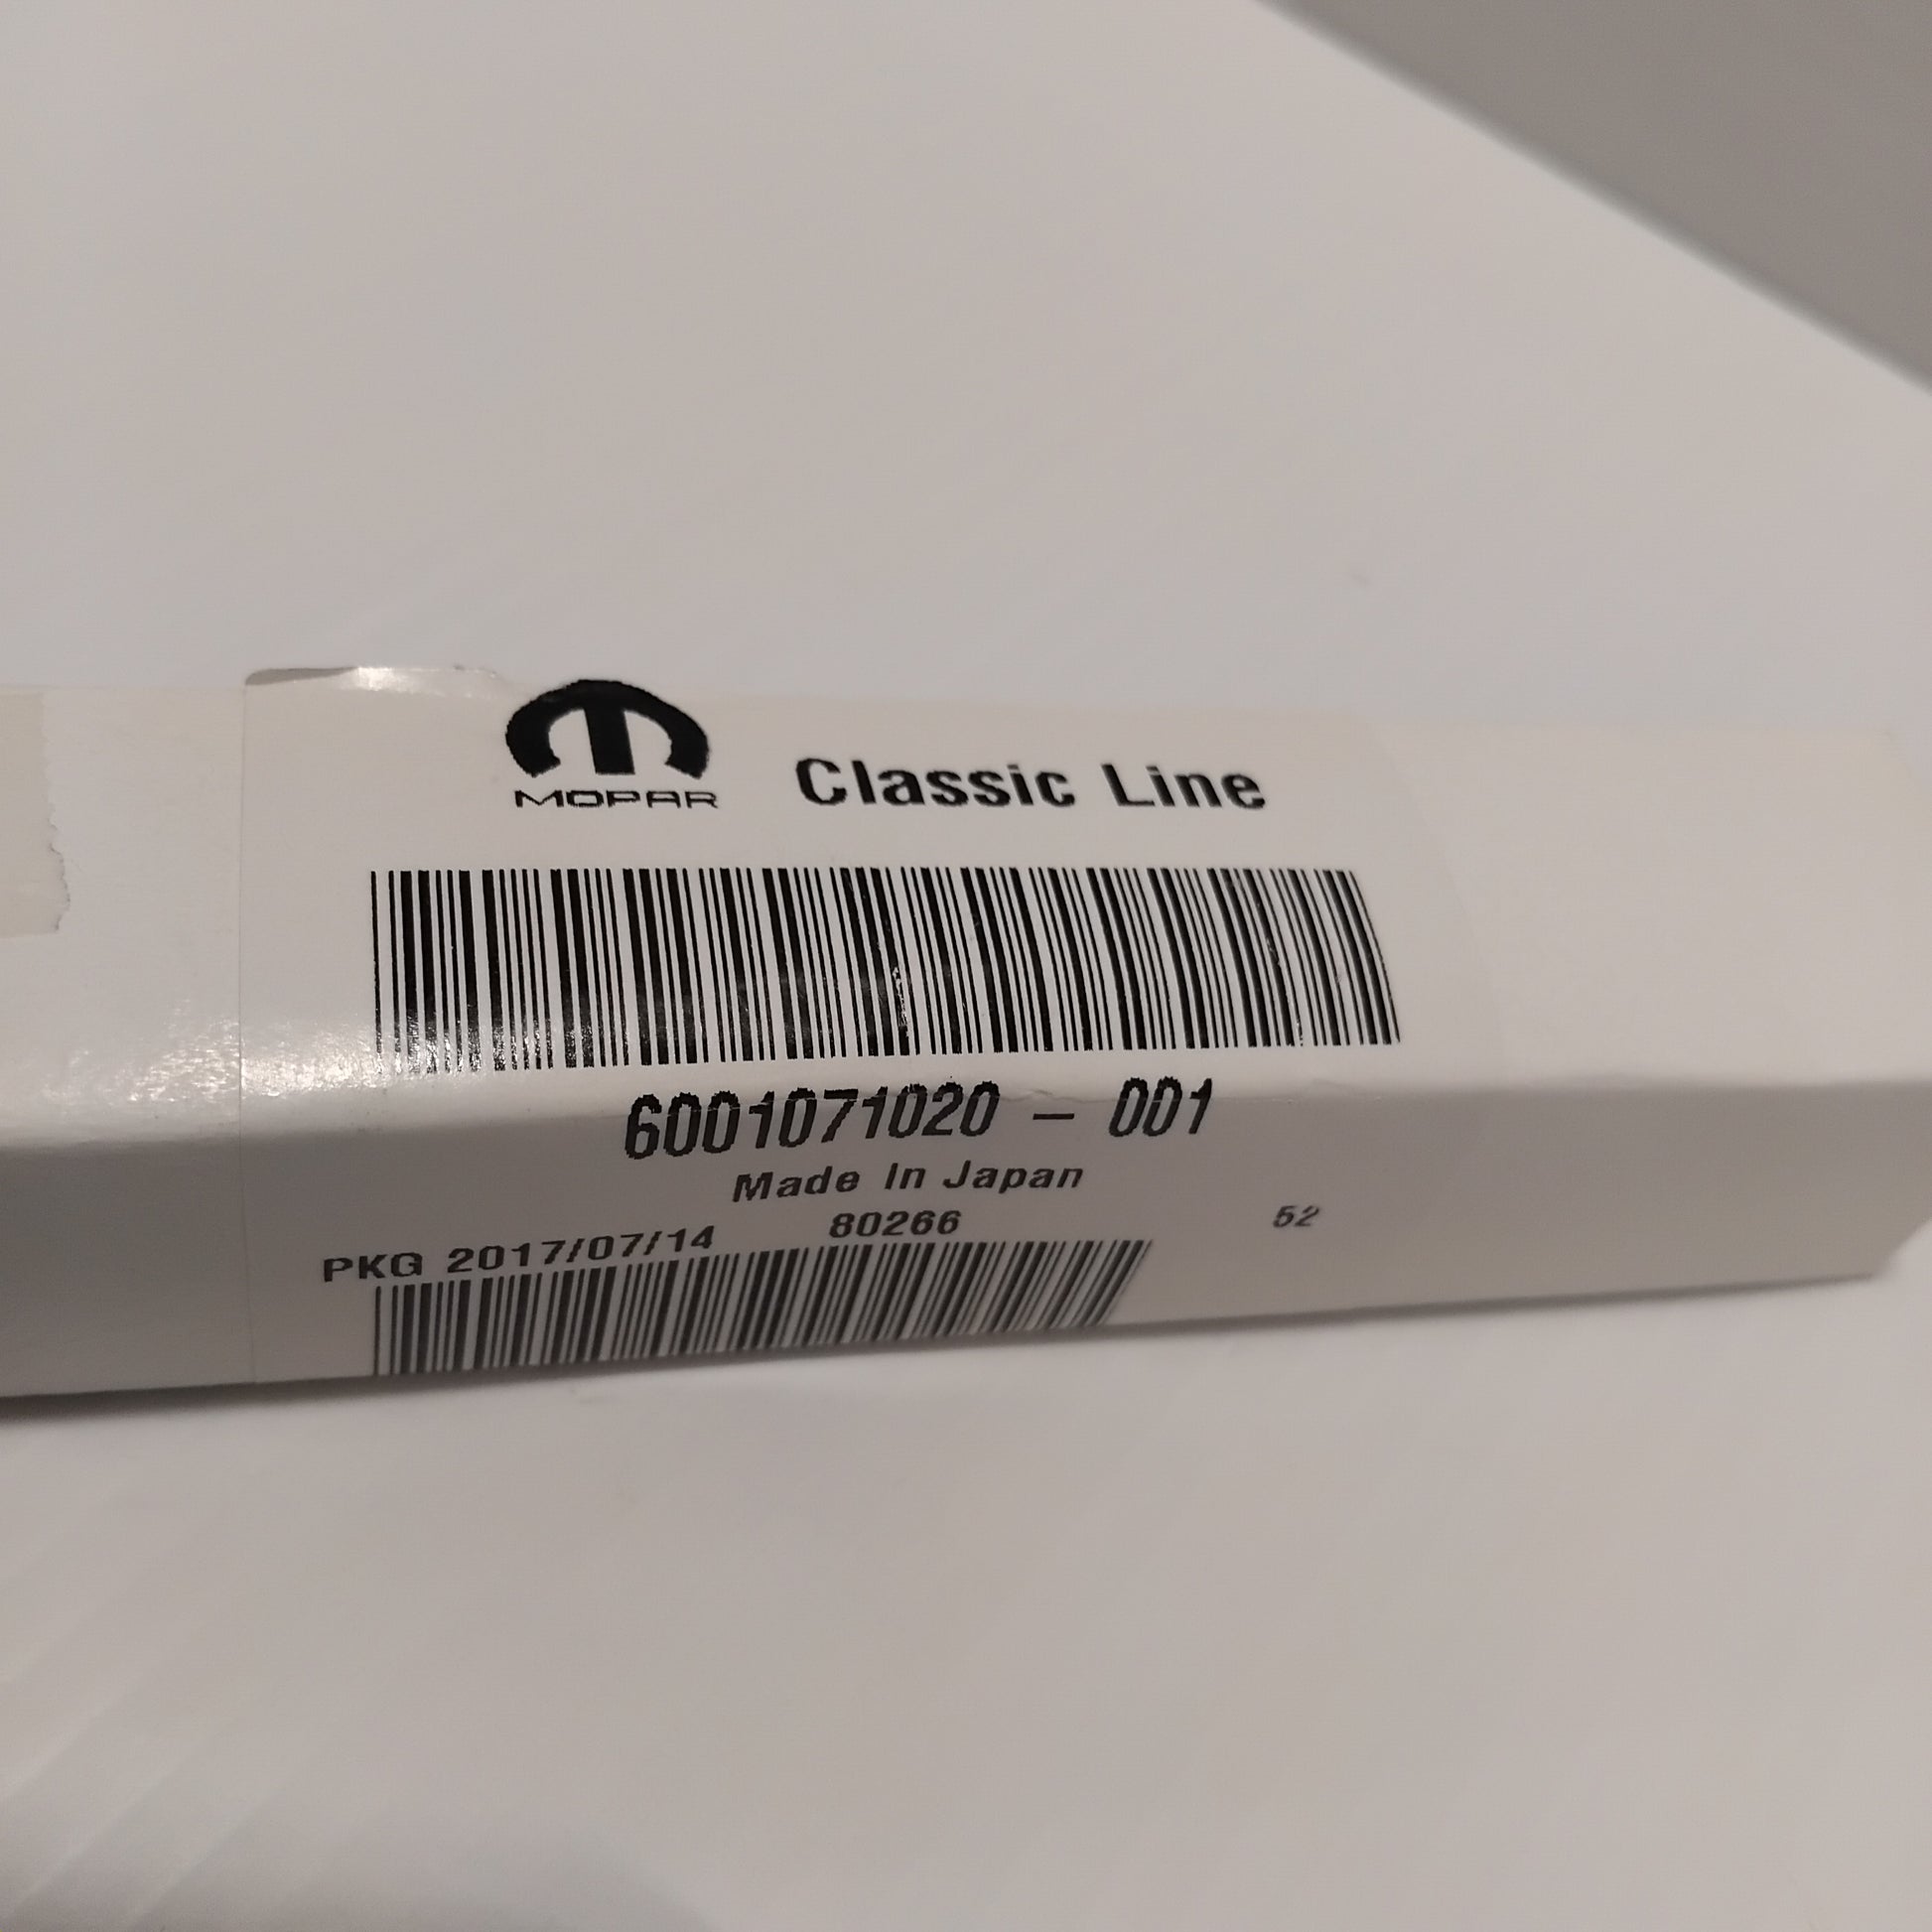 MOPAR Classic Line
6001071020 - 001
Made In Japan
PKG 2017/07/14 80266 52